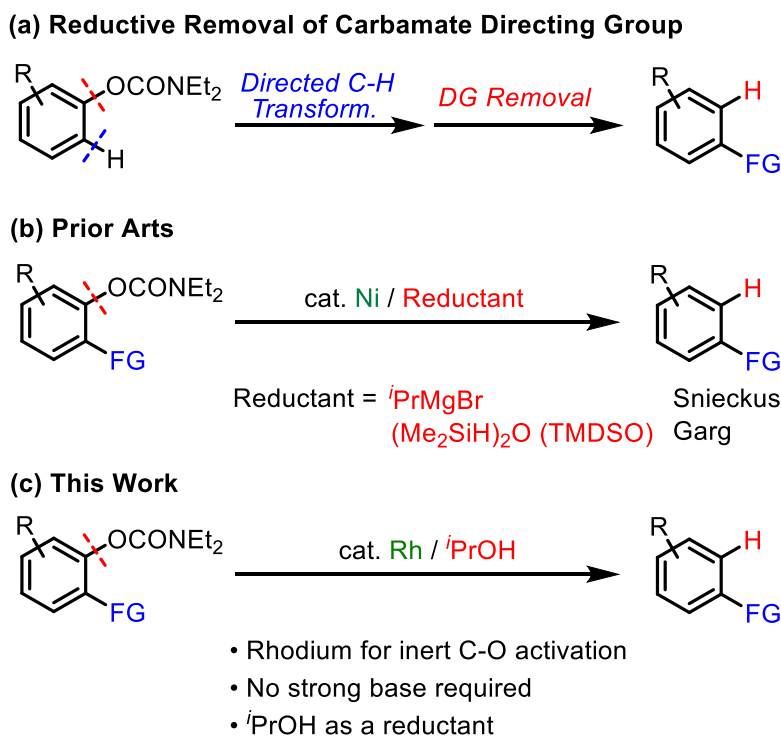 (a) Reductive Removal of Carbamate Directing Group
R
OCONEt2
H
Directed C-H
Transform.
DG Removal
R
H
FG
(b) Prior Arts
R
OCONEt2
FG
cat. Ni / Reductant
R
H
FG
Reductant = iPrMgBr
Snieckus
(Me2SiH)2O (TMDSO)
Garg
(c) This Work
R
OCONEt2
FG
cat. Rh / iPrOH
R
H
FG
• Rhodium for inert C-O activation
• No strong base required
• iPrOH as a reductant